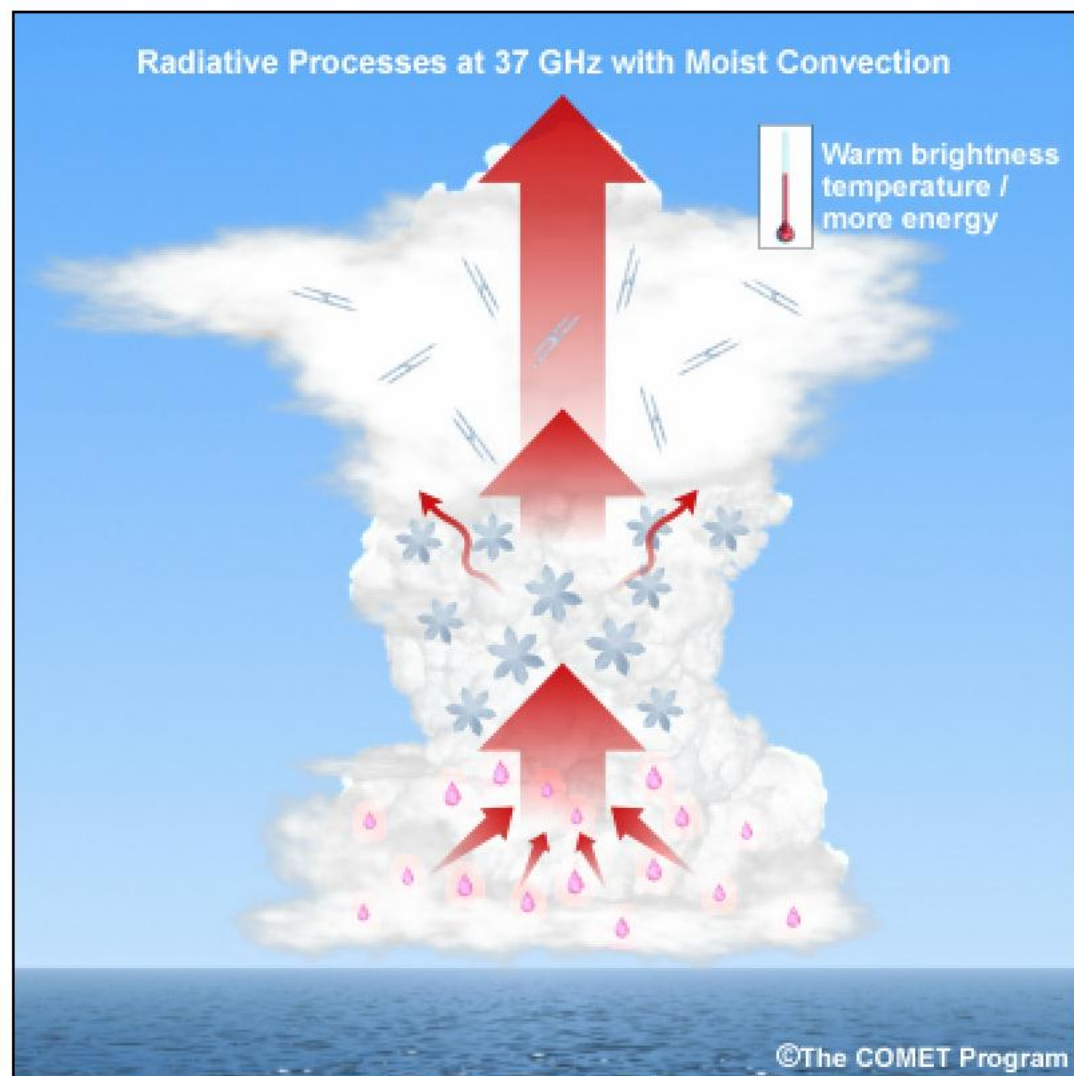 Radiative Processes at 37 GHz with Moist Convection
Warm brightness
temperature /
more energy
©The COMET Program